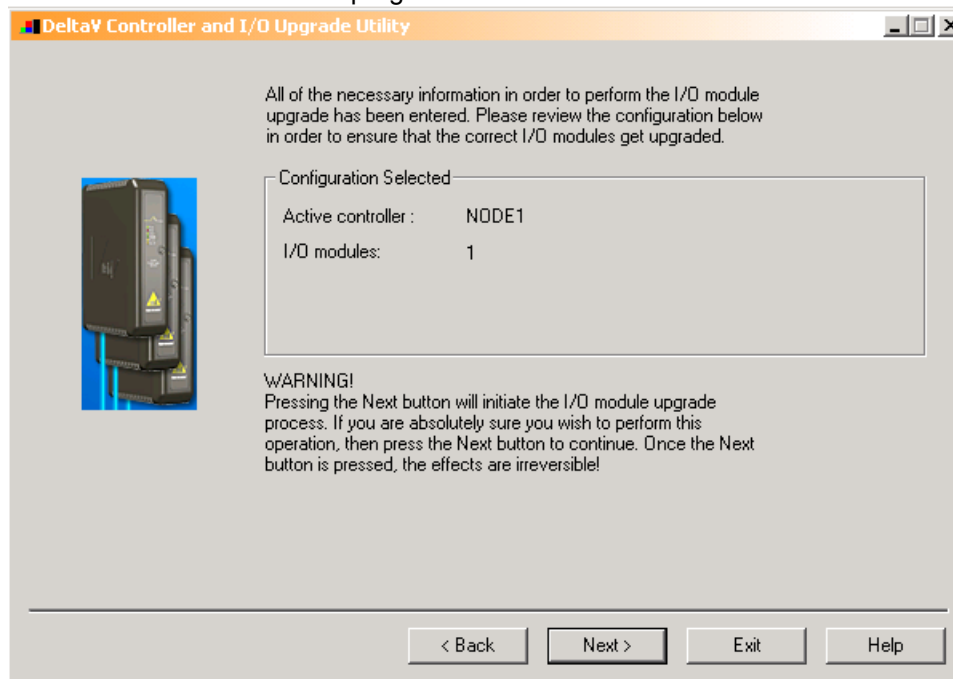 DeltaV Controller and I/O Upgrade Utility
All of the necessary information in order to perform the I/O module
upgrade has been entered. Please review the configuration below
in order to ensure that the correct I/O modules get upgraded.
Configuration Selected
Active controller : NODE1
I/O modules: 1
WARNING!
Pressing the Next button will initiate the I/O module upgrade
process. If you are absolutely sure you wish to perform this
operation, then press the Next button to continue. Once the Next
button is pressed, the effects are irreversible!
< Back Next > Exit Help